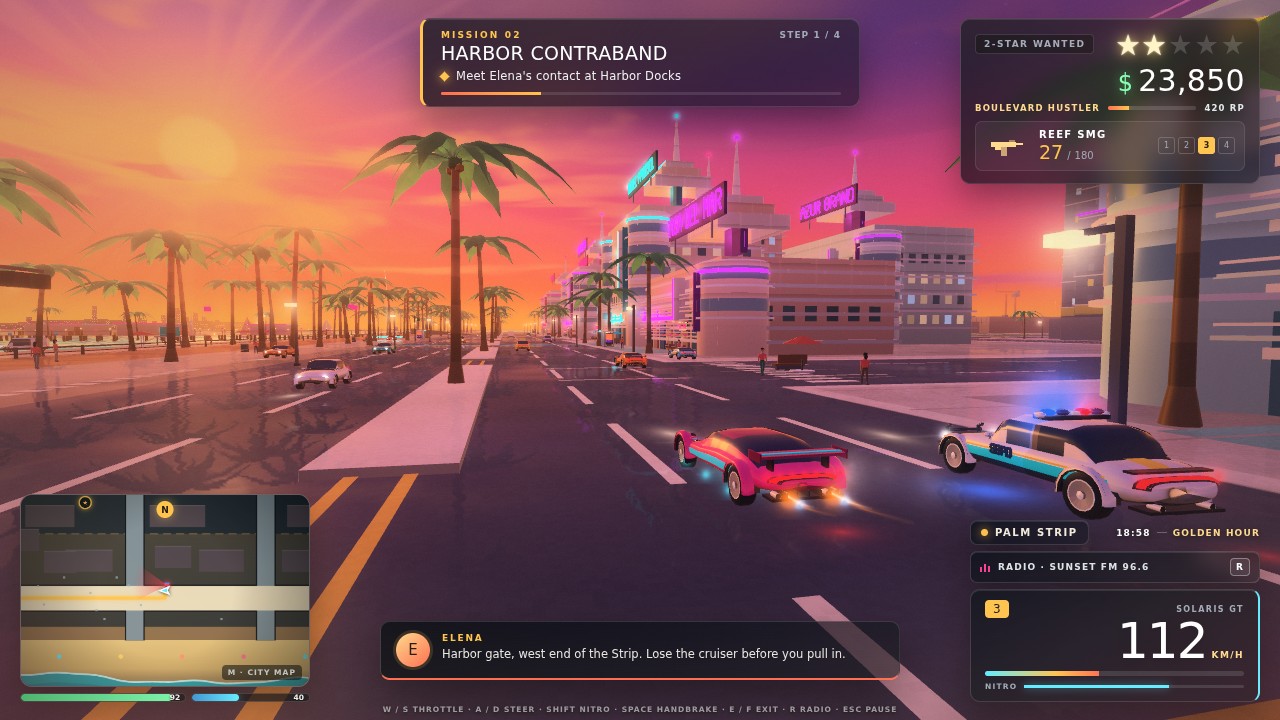 MISSION 02
STEP 1 / 4
HARBOR CONTRABAND
Meet Elena's contact at Harbor Docks
2-STAR WANTED
$ 23,850
BOULEVARD HUSTLER
420 RP
REEF SMG
27 / 180
1 2 3 4
N
M · CITY MAP
92
40
PALM STRIP
18:58 — GOLDEN HOUR
RADIO · SUNSET FM 96.6
R
3
SOLARIS GT
112 KM/H
NITRO
E
ELENA
Harbor gate, west end of the Strip. Lose the cruiser before you pull in.
W / S THROTTLE · A / D STEER · SHIFT NITRO · SPACE HANDBRAKE · E / F EXIT · R RADIO · ESC PAUSE